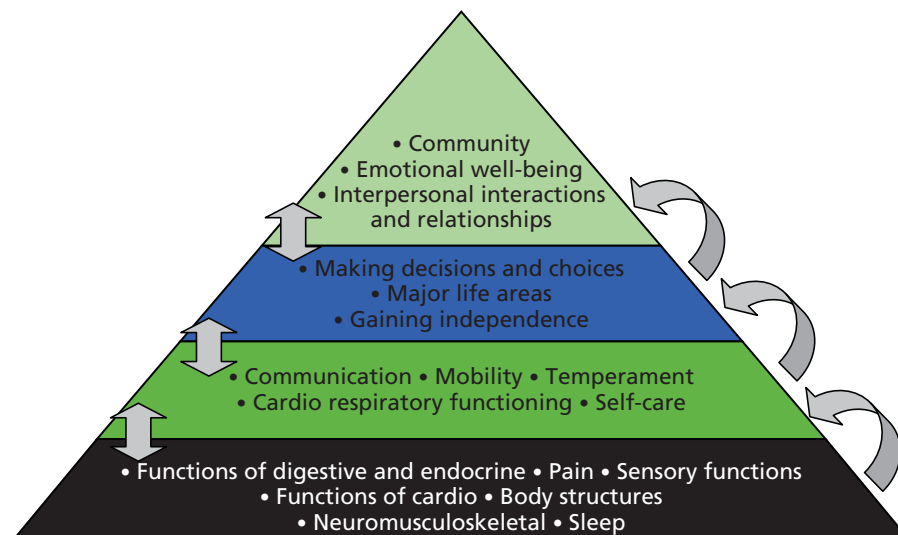 • Community
• Emotional well-being
• Interpersonal interactions
and relationships
• Making decisions and choices
• Major life areas
• Gaining independence
• Communication • Mobility • Temperament
• Cardio respiratory functioning • Self-care
• Functions of digestive and endocrine • Pain • Sensory functions
• Functions of cardio • Body structures
• Neuromusculoskeletal • Sleep